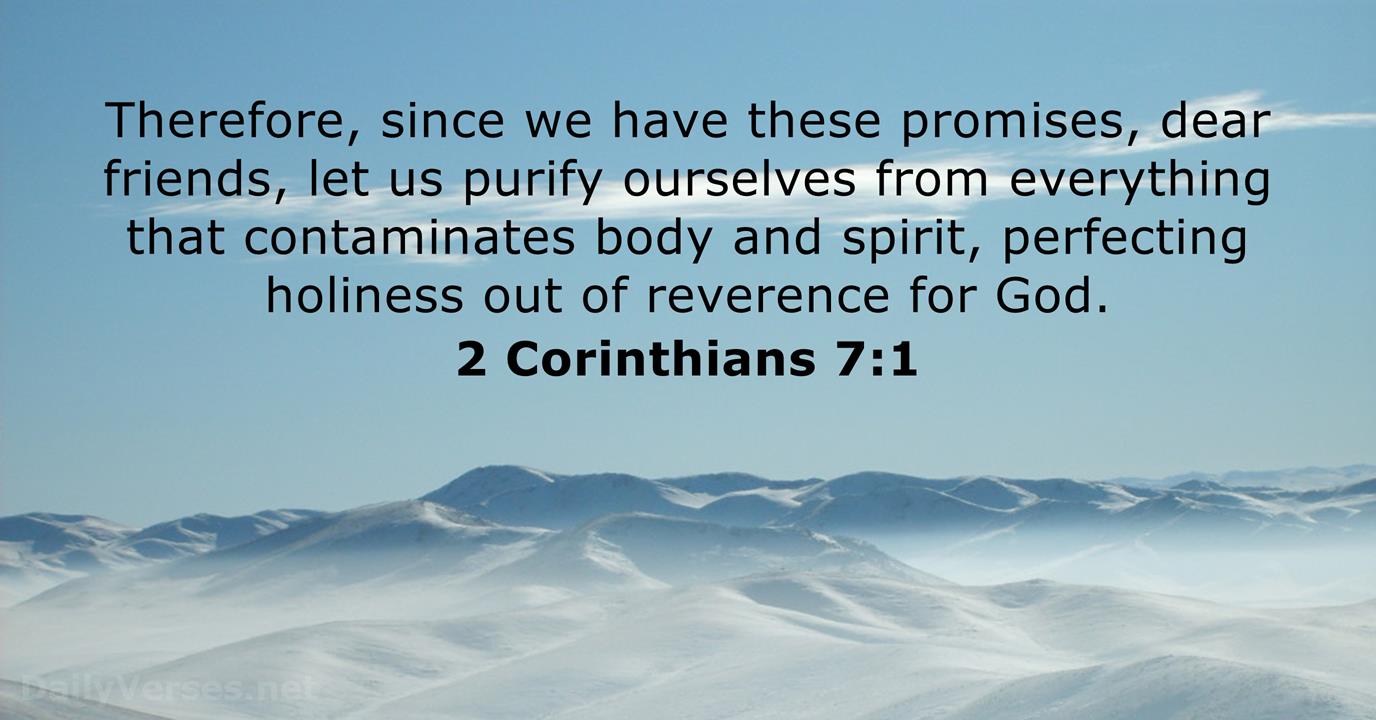 Therefore, since we have these promises, dear
friends, let us purify ourselves from everything
that contaminates body and spirit, perfecting
holiness out of reverence for God.
2 Corinthians 7:1
DailyVerses.net